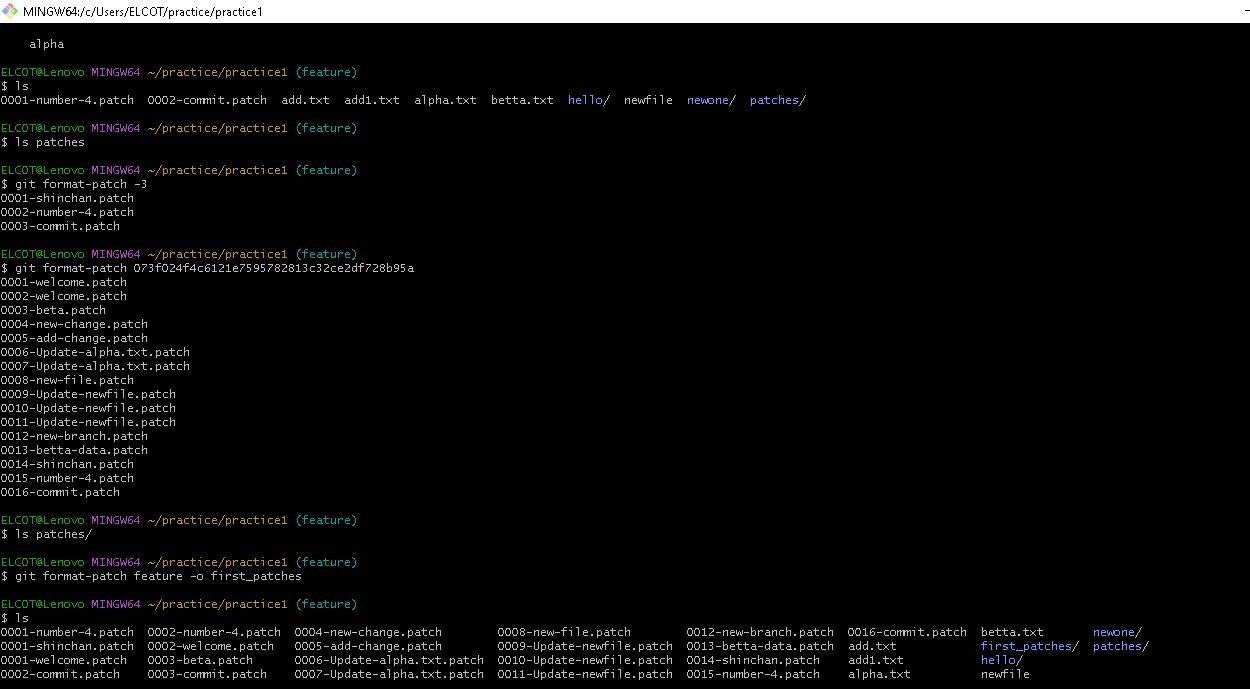 MINGW64:/c/Users/ELCOT/practice/practice1
alpha
ELCOT@Lenovo MINGW64 ~/practice/practice1 (feature)
$ ls
0001-number-4.patch 0002-commit.patch add.txt add1.txt alpha.txt betta.txt hello/ newfile newone/ patches/
ELCOT@Lenovo MINGW64 ~/practice/practice1 (feature)
$ ls patches
ELCOT@Lenovo MINGW64 ~/practice/practice1 (feature)
$ git format-patch -3
0001-shinchan.patch
0002-number-4.patch
0003-commit.patch
ELCOT@Lenovo MINGW64 ~/practice/practice1 (feature)
$ git format-patch 073f024f4c6121e7595782813c32ce2df728b95a
0001-welcome.patch
0002-welcome.patch
0003-beta.patch
0004-new-change.patch
0005-add-change.patch
0006-Update-alpha.txt.patch
0007-Update-alpha.txt.patch
0008-new-file.patch
0009-Update-newfile.patch
0010-Update-newfile.patch
0011-Update-newfile.patch
0012-new-branch.patch
0013-betta-data.patch
0014-shinchan.patch
0015-number-4.patch
0016-commit.patch
ELCOT@Lenovo MINGW64 ~/practice/practice1 (feature)
$ ls patches/
ELCOT@Lenovo MINGW64 ~/practice/practice1 (feature)
$ git format-patch feature -o first_patches
ELCOT@Lenovo MINGW64 ~/practice/practice1 (feature)
$ ls
0001-number-4.patch 0002-number-4.patch 0004-new-change.patch 0008-new-file.patch 0012-new-branch.patch 0016-commit.patch betta.txt newone/
0001-shinchan.patch 0002-welcome.patch 0005-add-change.patch 0009-Update-newfile.patch 0013-betta-data.patch add.txt first_patches/ patches/
0001-welcome.patch 0003-beta.patch 0006-Update-alpha.txt.patch 0010-Update-newfile.patch 0014-shinchan.patch add1.txt hello/
0002-commit.patch 0003-commit.patch 0007-Update-alpha.txt.patch 0011-Update-newfile.patch 0015-number-4.patch alpha.txt newfile